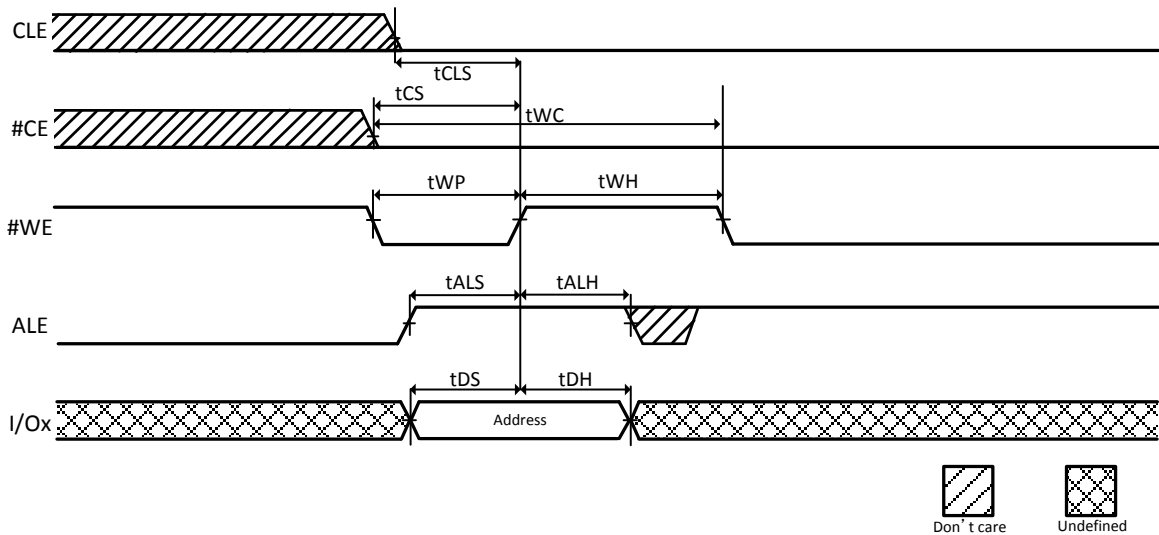 CLE
tCLS
tCS
#CE
tWC
tWP
tWH
#WE
tALS
tALH
ALE
tDS
tDH
I/Ox
Address
Don’t care
Undefined